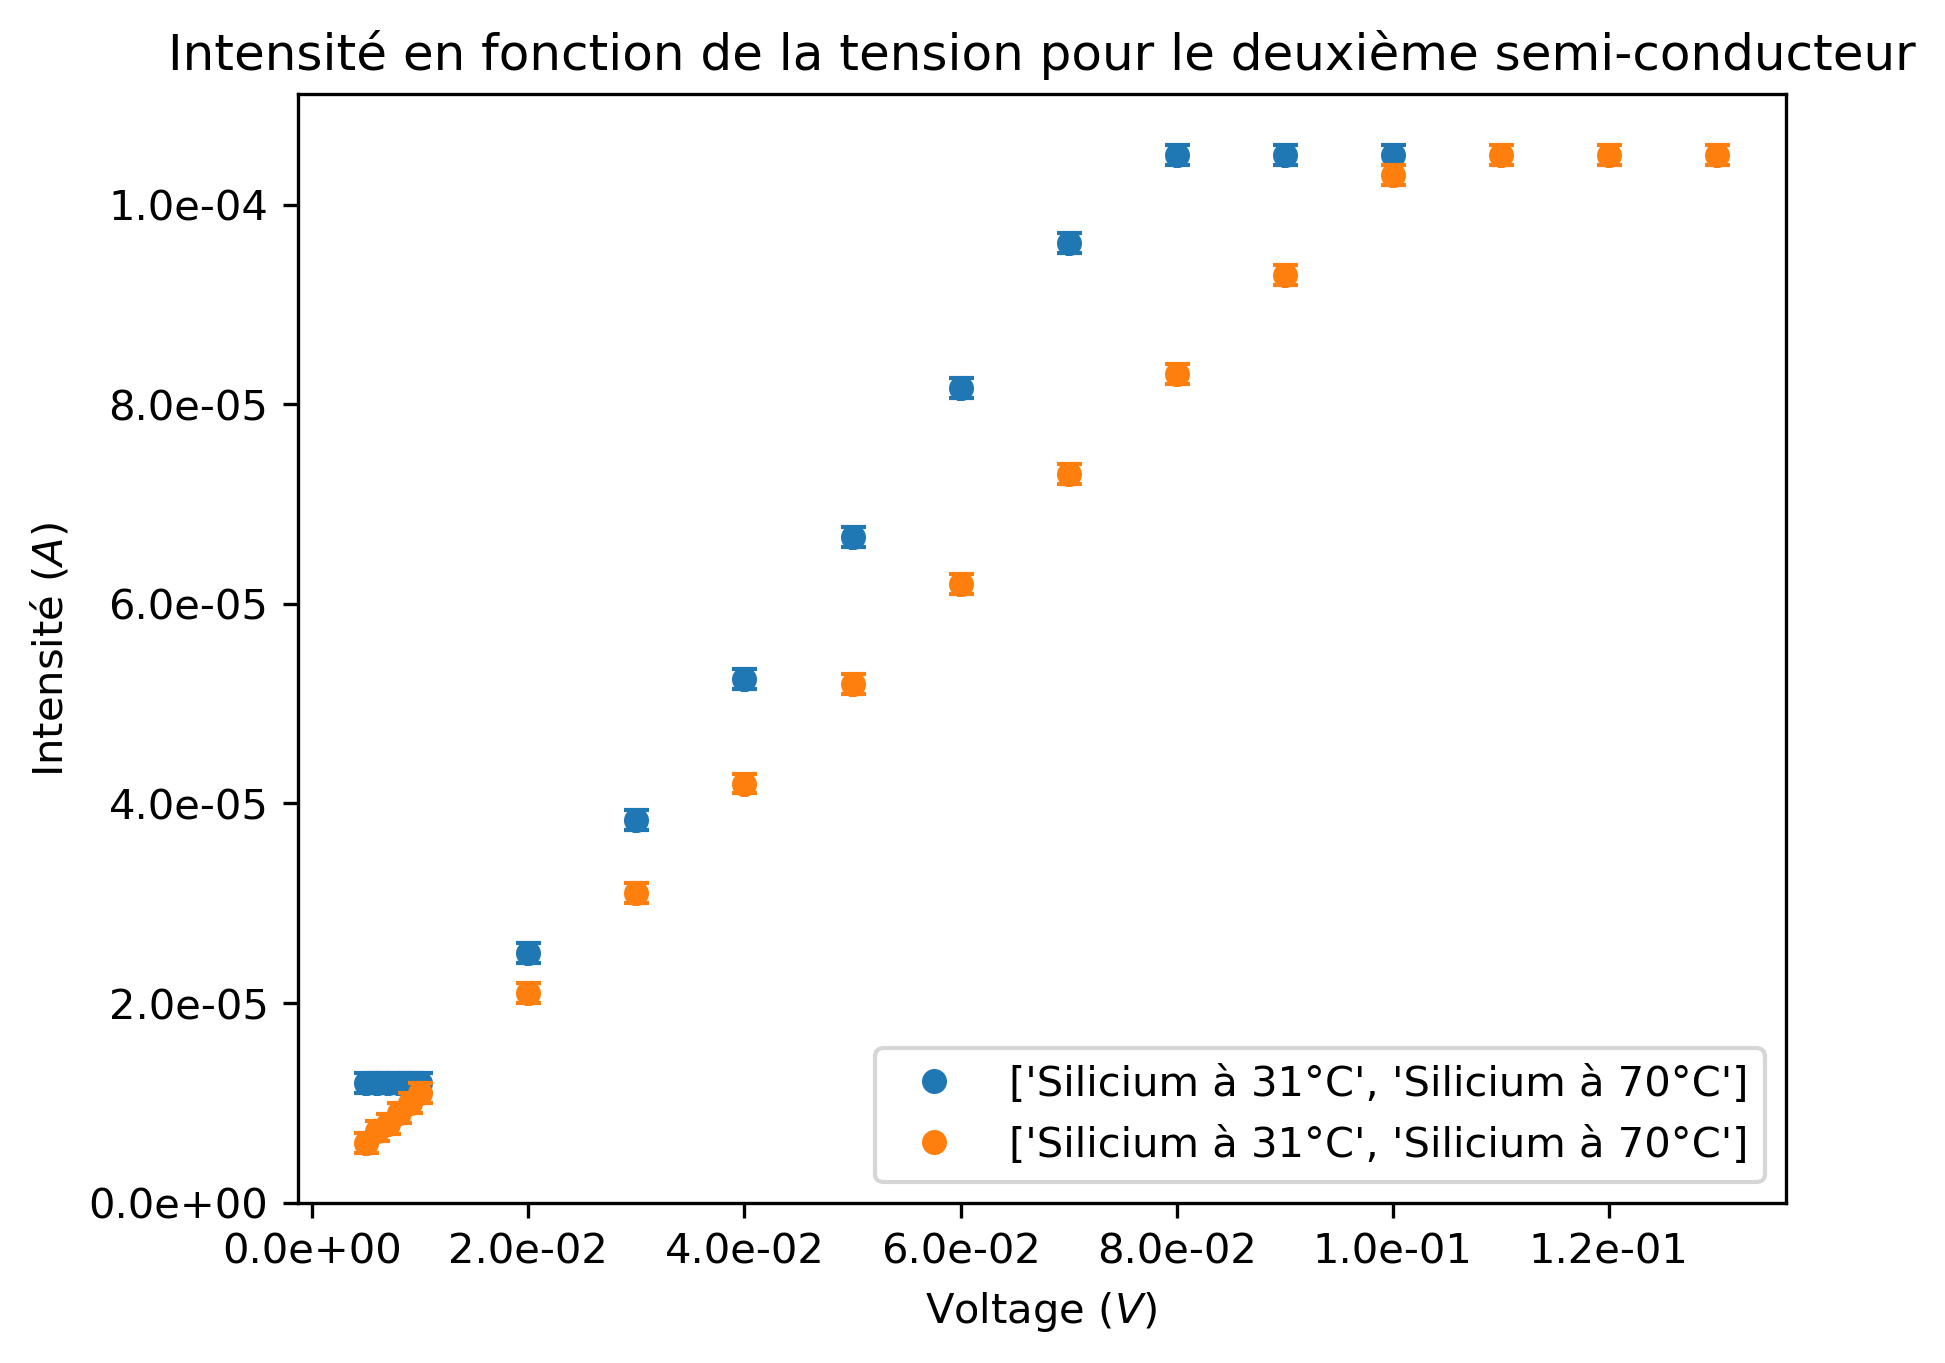 Intensité en fonction de la tension pour le deuxième semi-conducteur
1.0e-04
8.0e-05
6.0e-05
4.0e-05
2.0e-05
0.0e+00
Intensité (A)
['Silicium à 31°C', 'Silicium à 70°C']
['Silicium à 31°C', 'Silicium à 70°C']
0.0e+00 2.0e-02 4.0e-02 6.0e-02 8.0e-02 1.0e-01 1.2e-01
Voltage (V)